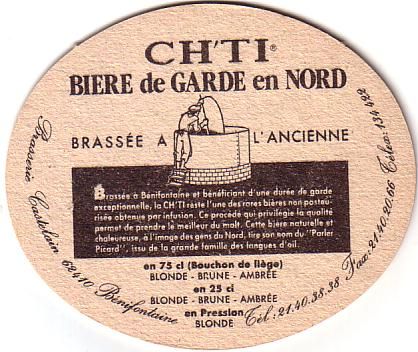 CH'TI®
BIERE de GARDE en NORD
BRASSÉE A L'ANCIENNE
Brassée à Bénifontaine et bénéficiant d'une durée de garde
exceptionnelle, la CH'TI reste l'une des rares bières non pasteu-
risée obtenue par infusion. Ce procédé qui privilégie la qualité
permet de prendre le meilleur du malt. Cette bière naturelle et
chaleureuse, à l'image des gens du Nord, tire son nom du "Parler
Picard", issu de la grande famille des langues d'oïl.
en 75 cl (Bouchon de liège)
BLONDE - BRUNE - AMBRÉE
en 25 cl
BLONDE - BRUNE - AMBRÉE
en Pression
BLONDE
Brasserie Castelain 62410 Bénifontaine
Tél.: 21.40.38.38 Fax: 21.40.20.66 Télex: 134 422